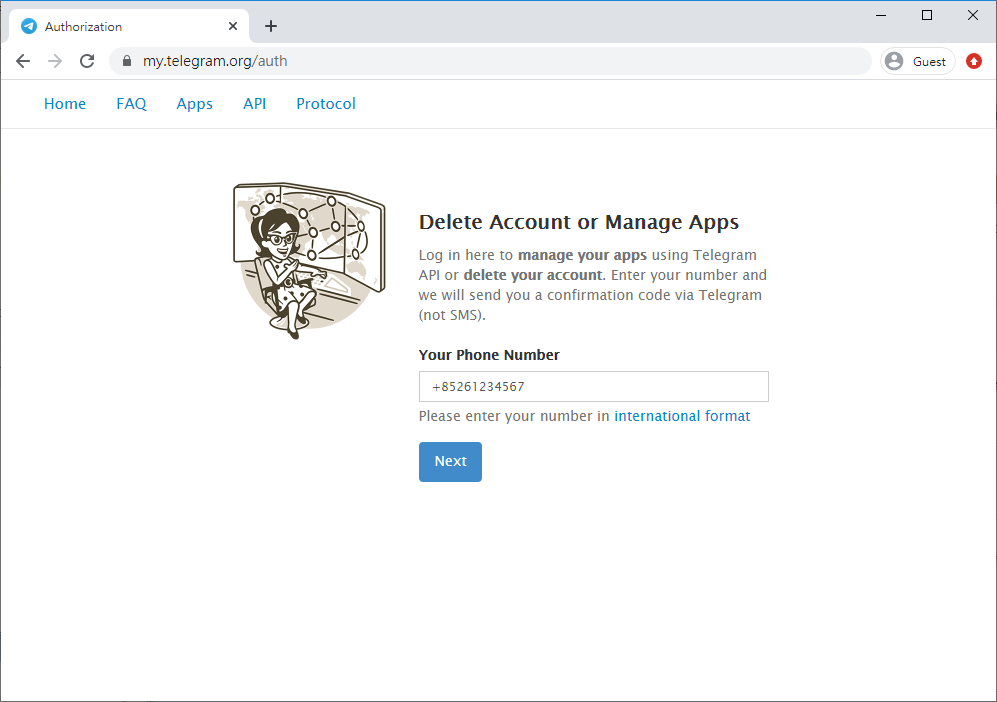 Authorization
my.telegram.org/auth
Guest
Home FAQ Apps API Protocol
Delete Account or Manage Apps
Log in here to manage your apps using Telegram
API or delete your account. Enter your number and
we will send you a confirmation code via Telegram
(not SMS).
Your Phone Number
+85261234567
Please enter your number in international format
Next